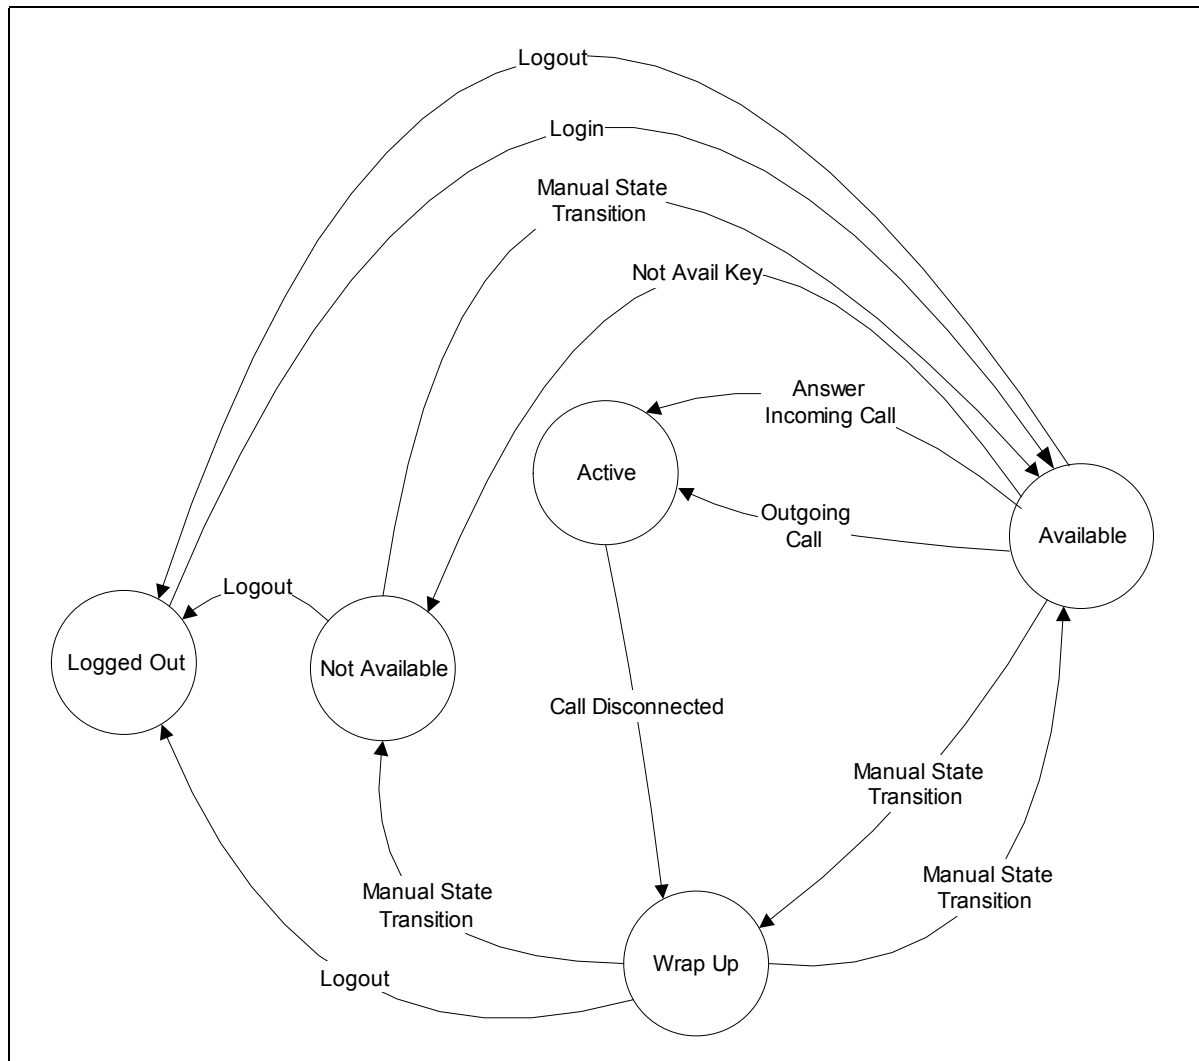 Logout
Login
Manual State
Transition
Not Avail Key
Answer
Incoming Call
Active
Outgoing
Call
Available
Logout
Logged Out
Not Available
Call Disconnected
Manual State
Transition
Manual State
Transition
Manual State
Transition
Wrap Up
Logout